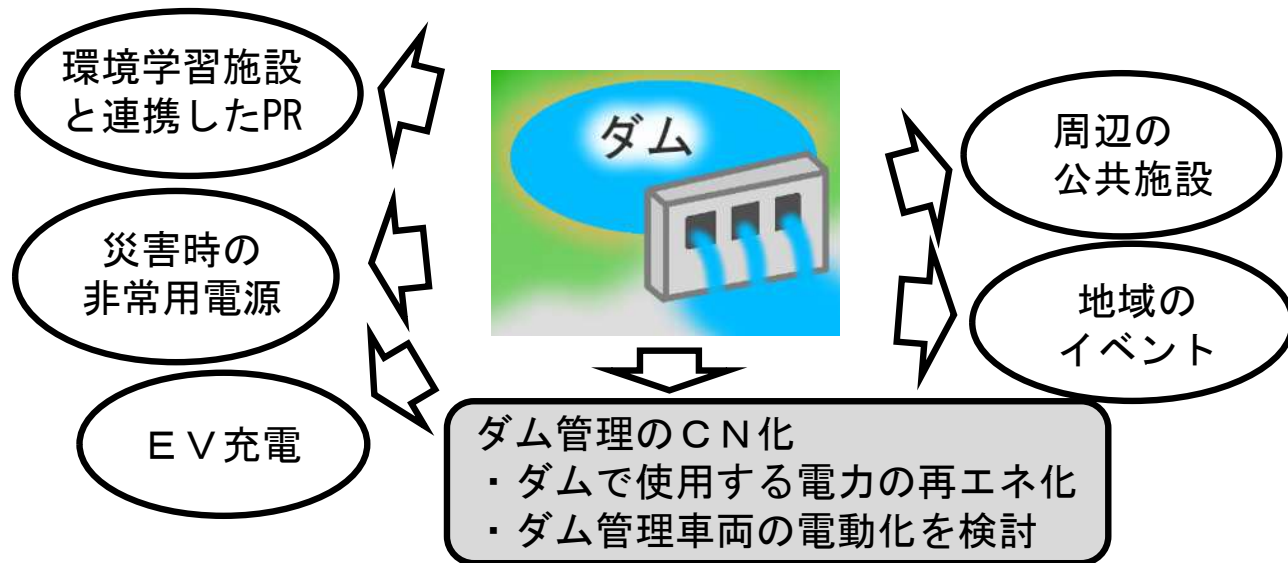 環境学習施設
と連携したPR
災害時の
非常用電源
ＥＶ充電
ダム
周辺の
公共施設
地域の
イベント
ダム管理のＣＮ化
・ダムで使用する電力の再エネ化
・ダム管理車両の電動化を検討